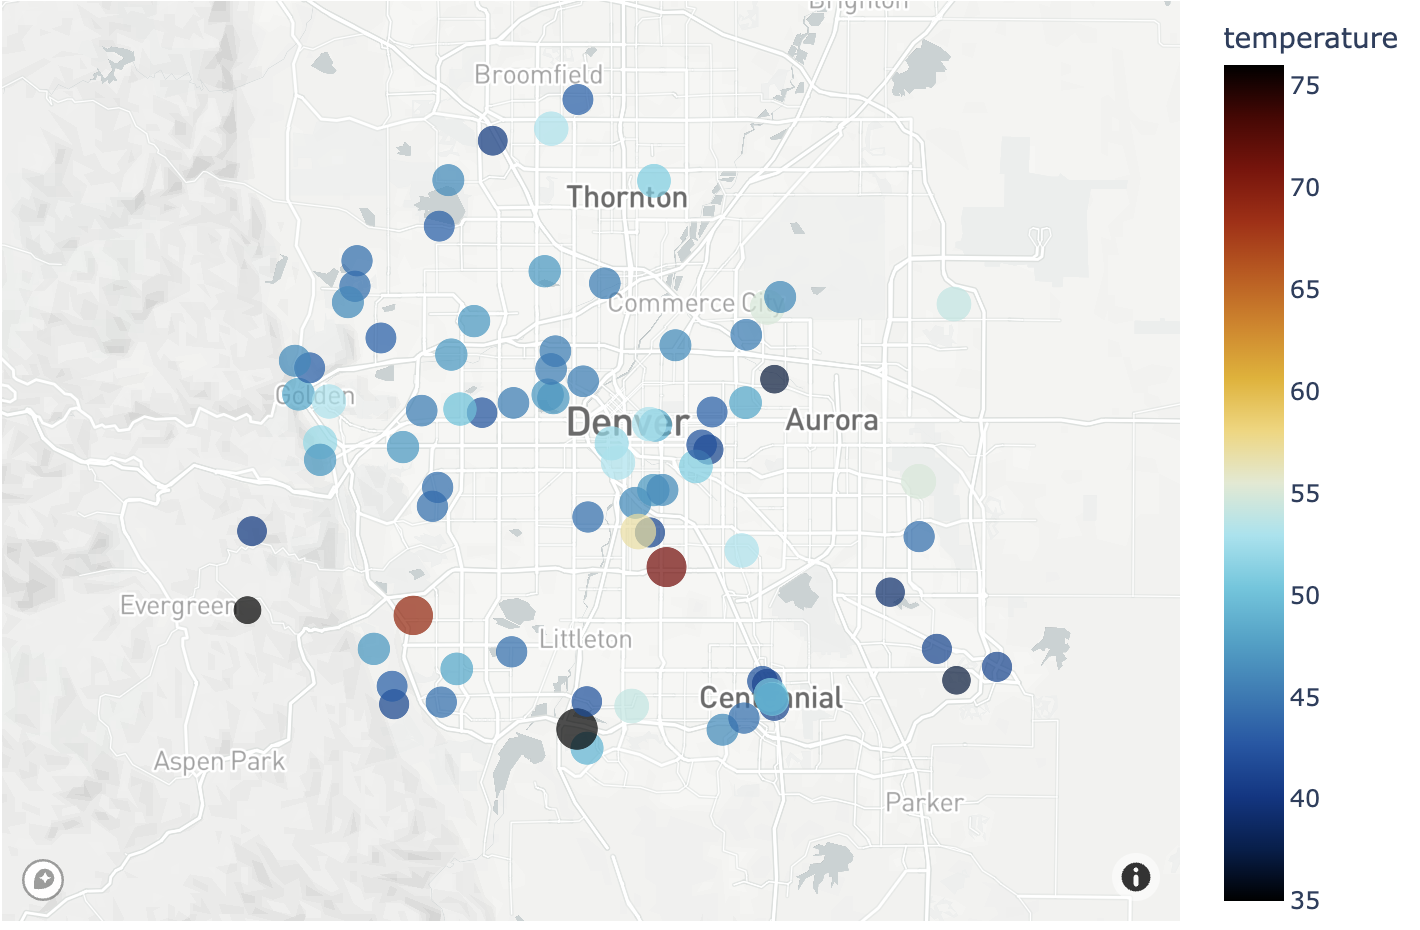 Brighton
temperature
Broomfield
75
Thornton
70
65
Commerce City
60
Golden
Denver
Aurora
55
50
Evergreen
Littleton
45
Centennial
Aspen Park
40
Parker
35